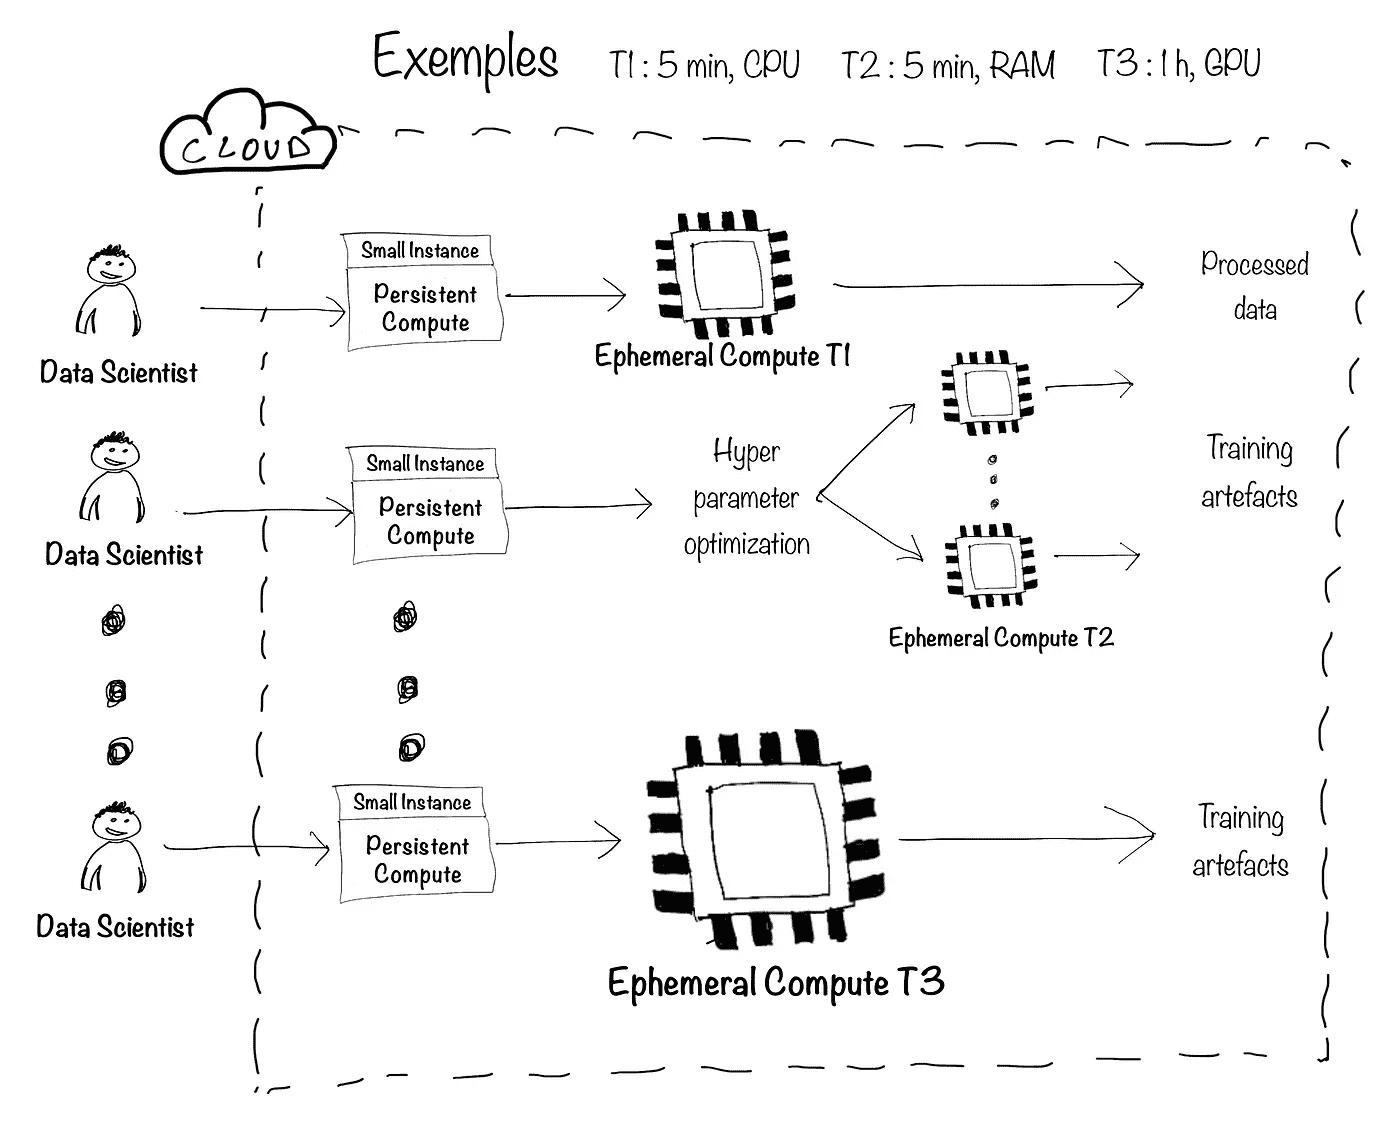 Exemples T1 : 5 min, CPU T2 : 5 min, RAM T3 : 1 h, GPU
CLOUD
Small Instance
Persistent
Compute
Data Scientist
Ephemeral Compute T1
Processed
data
Small Instance
Persistent
Compute
Data Scientist
Hyper
parameter
optimization
Ephemeral Compute T2
Training
artefacts
Small Instance
Persistent
Compute
Data Scientist
Ephemeral Compute T3
Training
artefacts